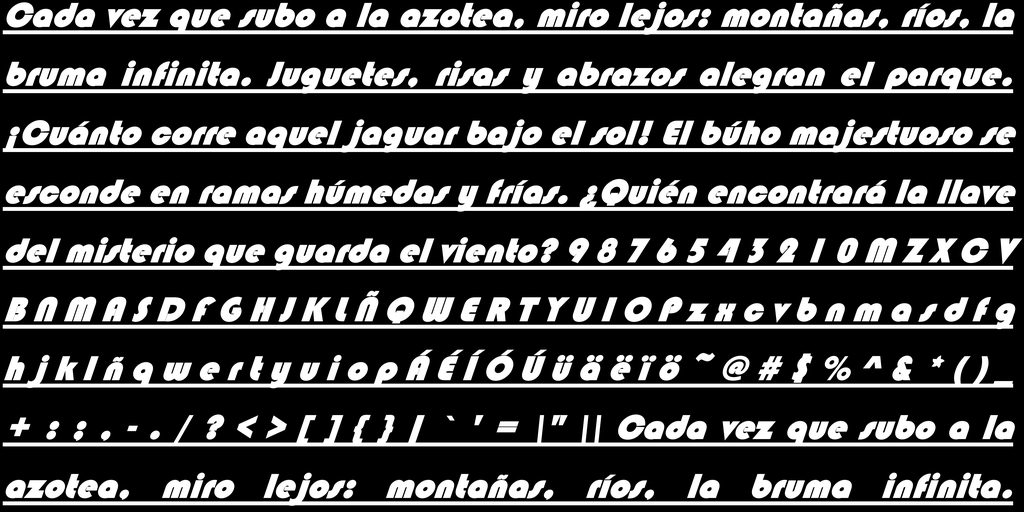 Cada vez que subo a la azotea, miro lejos: montañas, ríos, la
bruma infinita. Juguetes, risas y abrazos alegran el parque.
¡Cuánto corre aquel jaguar bajo el sol! El búho majestuoso se
esconde en ramas húmedas y frías. ¿Quién encontrará la llave
del misterio que guarda el viento? 9 8 7 6 5 4 3 2 1 0 M Z X C V
B N M A S D F G H J K L Ñ Q W E R T Y U I O P z x c v b n m a s d f g
h j k l ñ q w e r t y u i o p Á É Í Ó Ú ü ä ë ï ö ~ @ # $ % ^ & * ( ) _
+ : ; , - . / ? < > [ ] { } | ` ' = |" || Cada vez que subo a la
azotea, miro lejos: montañas, ríos, la bruma infinita.